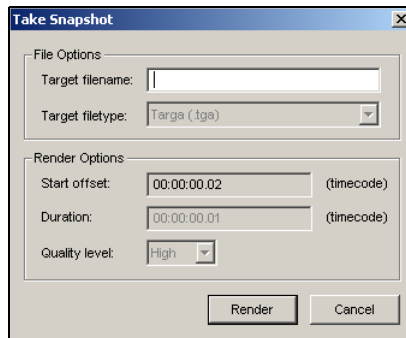 Take Snapshot
File Options
Target filename:
Target filetype: Targa (.tga)
Render Options
Start offset: 00:00:00.02 (timecode)
Duration: 00:00:00.01 (timecode)
Quality level: High
Render Cancel